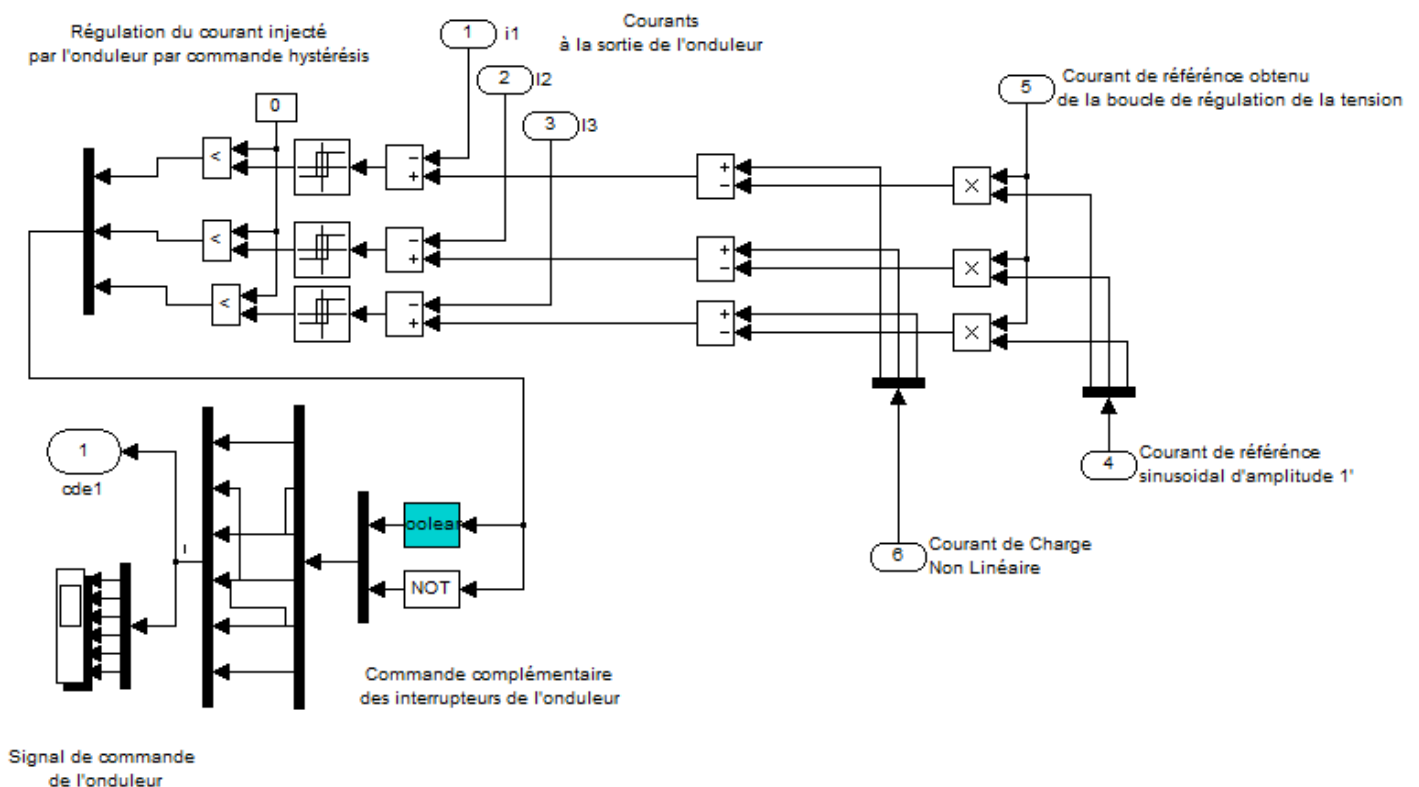 Régulation du courant injecté
par l'onduleur par commande hystérésis
Courants
à la sortie de l'onduleur
1
i1
2
I2
3
I3
0
5
Courant de référénce obtenu
de la boucle de régulation de la tension
<
<
<
−
+
−
+
−
+
+
−
+
−
+
−
×
×
×
4
Courant de référénce
sinusoidal d'amplitude 1'
6
Courant de Charge
Non Linéaire
1
cde1
oolean
NOT
Commande complémentaire
des interrupteurs de l'onduleur
Signal de commande
de l'onduleur